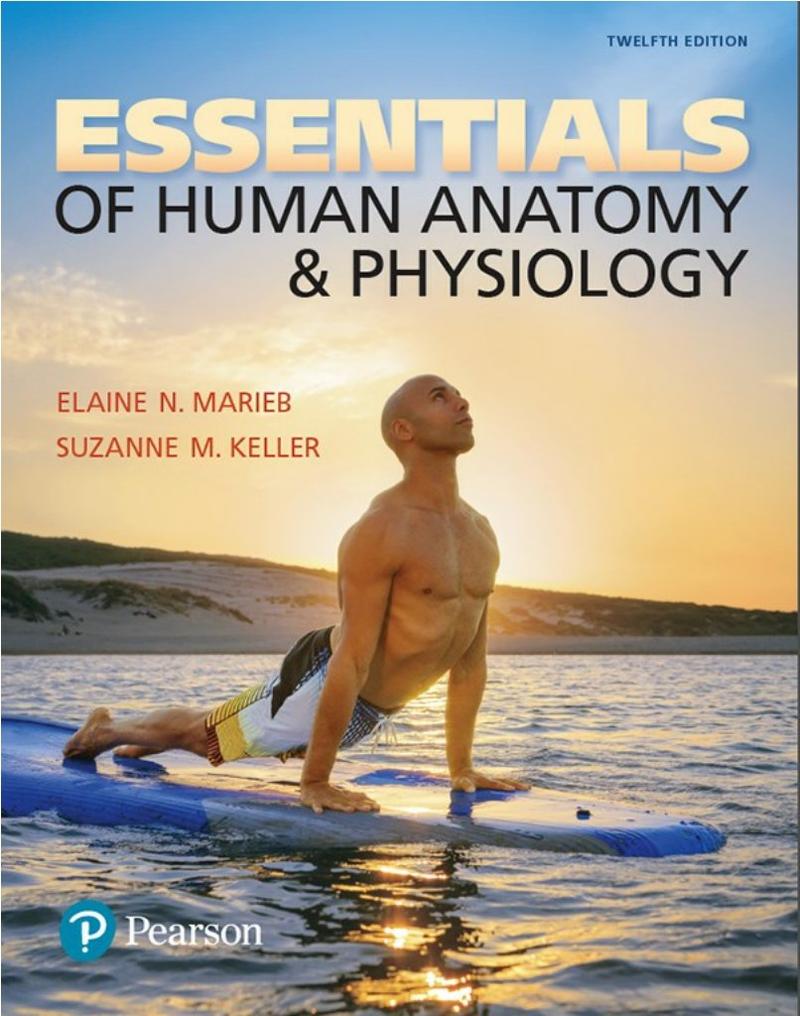 TWELFTH EDITION
ESSENTIALS
OF HUMAN ANATOMY
& PHYSIOLOGY
ELAINE N. MARIEB
SUZANNE M. KELLER
Pearson